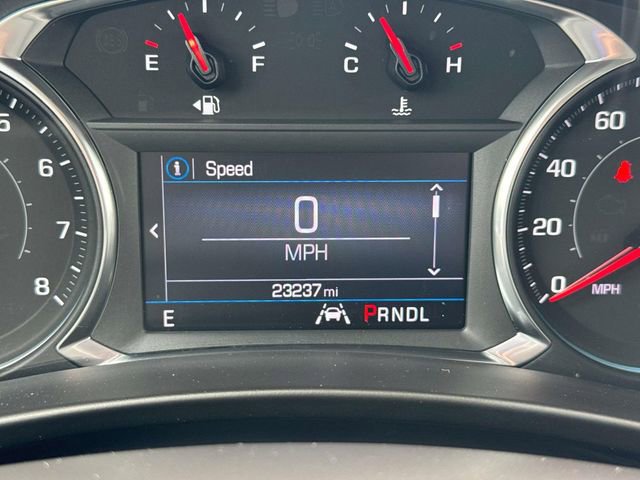 E F
C H
5
6
7
8
i Speed
0
MPH
23237 mi
E PRNDL
60
40
20
0
MPH